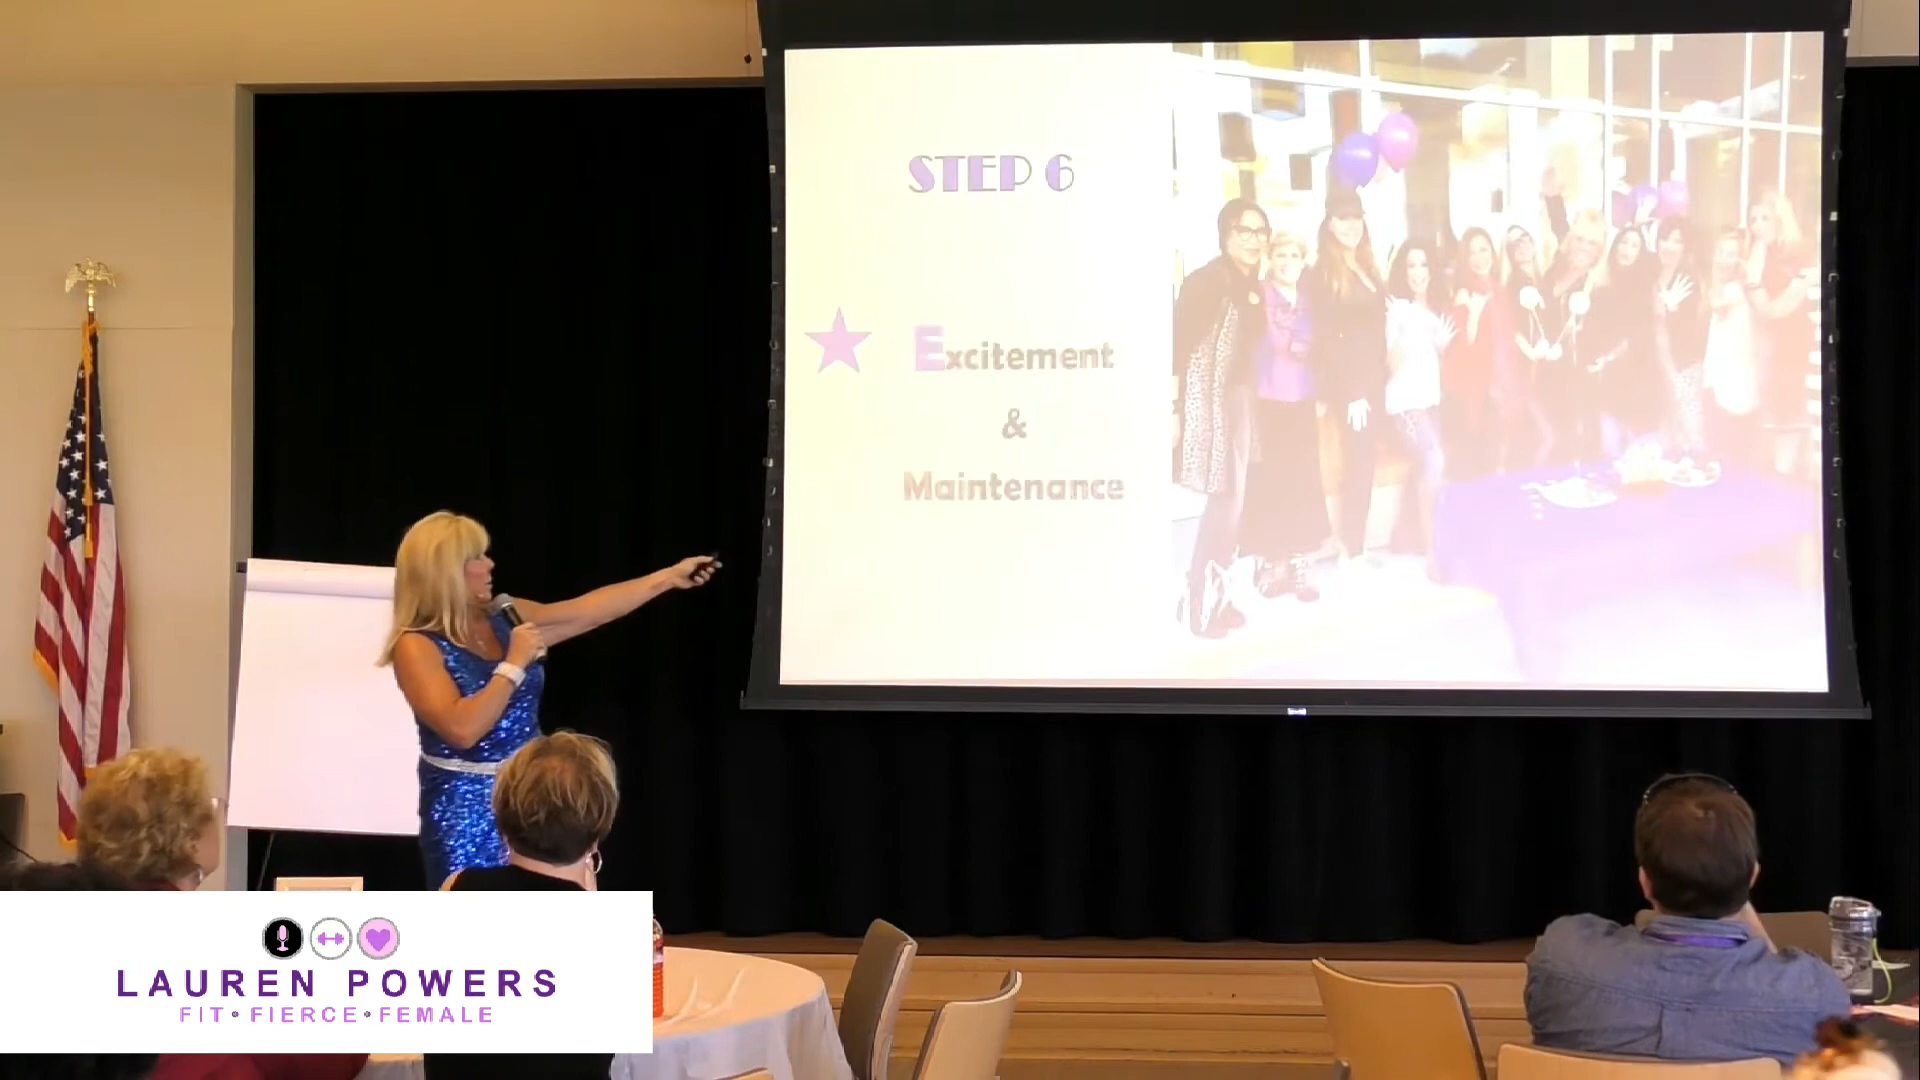 STEP 6
Excitement
&
Maintenance
LAUREN POWERS
FIT•FIERCE•FEMALE